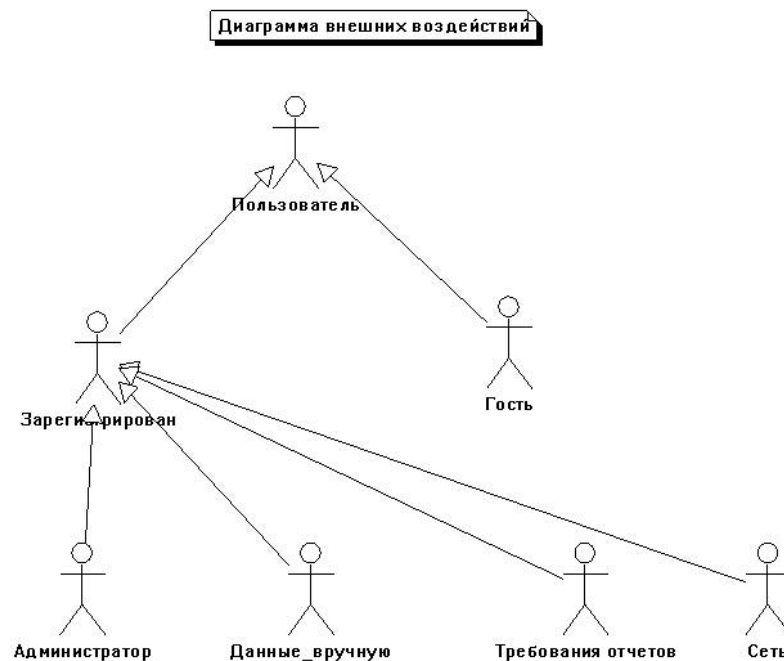 Диаграмма внешних воздействий
Пользователь
Гость
Зарегистрирован
Администратор
Данные_вручную
Требования отчетов
Сеть